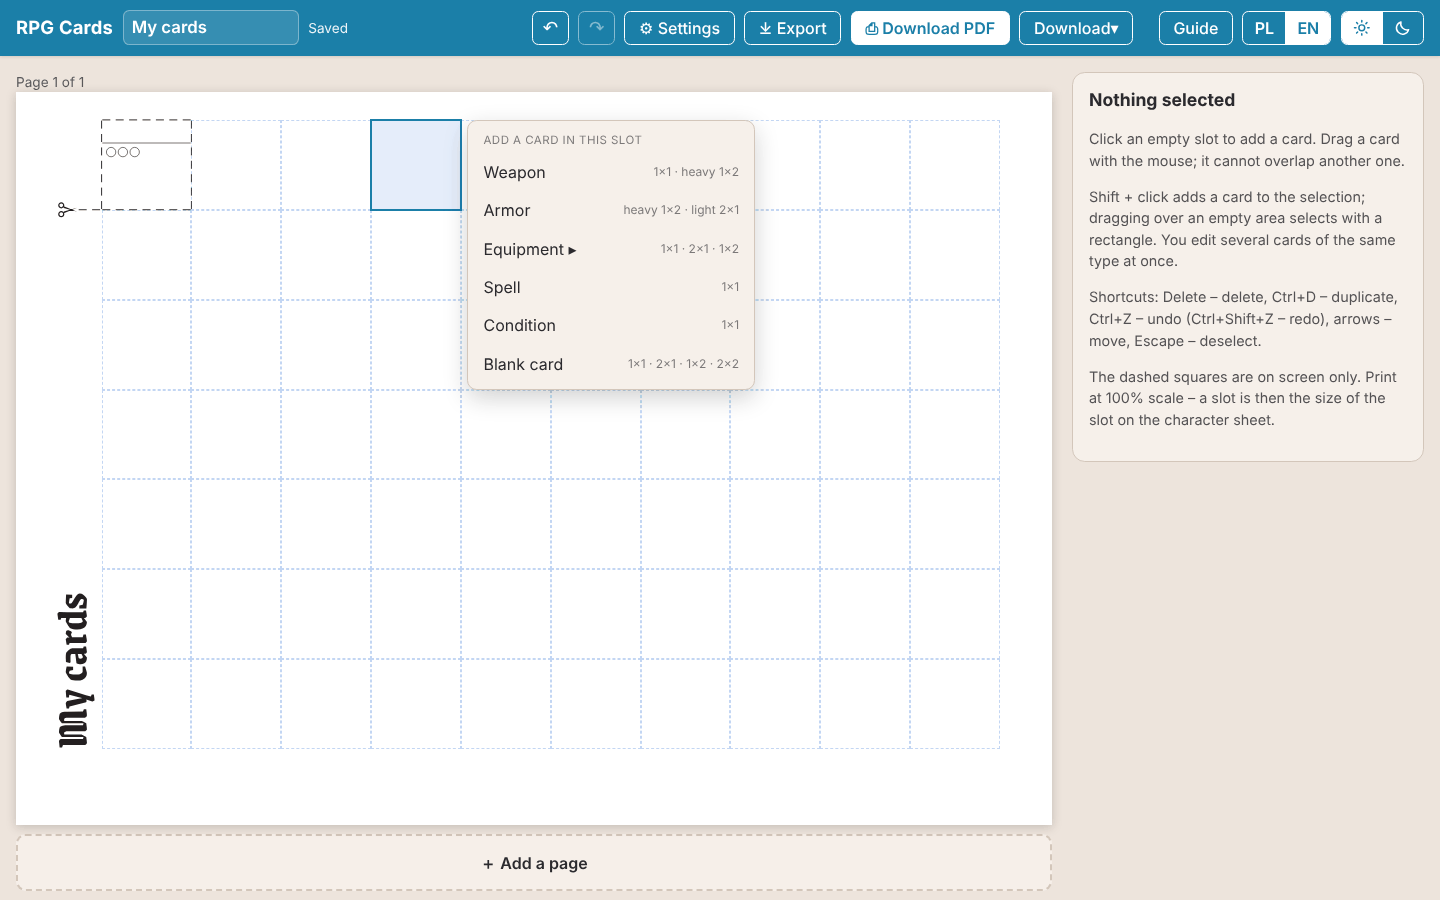 RPG Cards My cards Saved ↶ ↷ ⚙ Settings Export Download PDF Download▾ Guide PL EN
Page 1 of 1
ADD A CARD IN THIS SLOT
Weapon 1×1 · heavy 1×2
Armor heavy 1×2 · light 2×1
Equipment ▸ 1×1 · 2×1 · 1×2
Spell 1×1
Condition 1×1
Blank card 1×1 · 2×1 · 1×2 · 2×2
My cards
+ Add a page
Nothing selected
Click an empty slot to add a card. Drag a card
with the mouse; it cannot overlap another one.
Shift + click adds a card to the selection;
dragging over an empty area selects with a
rectangle. You edit several cards of the same
type at once.
Shortcuts: Delete – delete, Ctrl+D – duplicate,
Ctrl+Z – undo (Ctrl+Shift+Z – redo), arrows –
move, Escape – deselect.
The dashed squares are on screen only. Print
at 100% scale – a slot is then the size of the
slot on the character sheet.